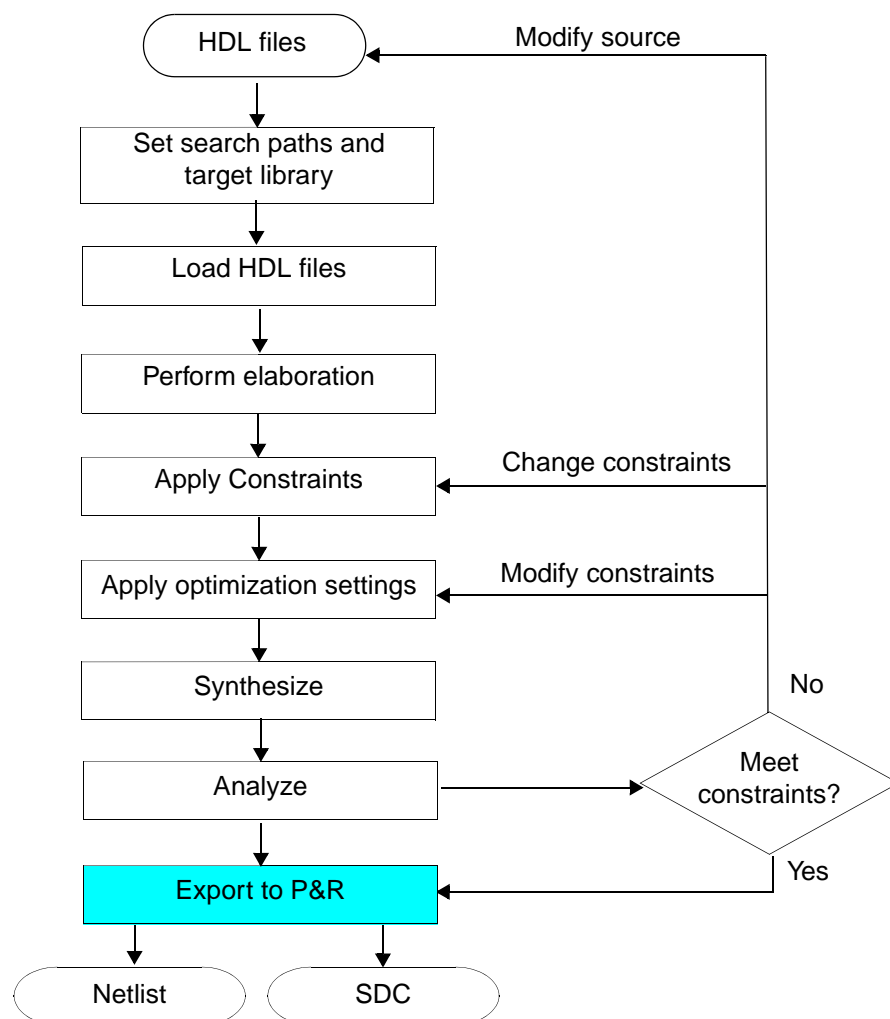 HDL files
Modify source
Set search paths and
target library
Load HDL files
Perform elaboration
Apply Constraints
Change constraints
Apply optimization settings
Modify constraints
Synthesize
No
Analyze
Meet
constraints?
Yes
Export to P&R
Netlist
SDC